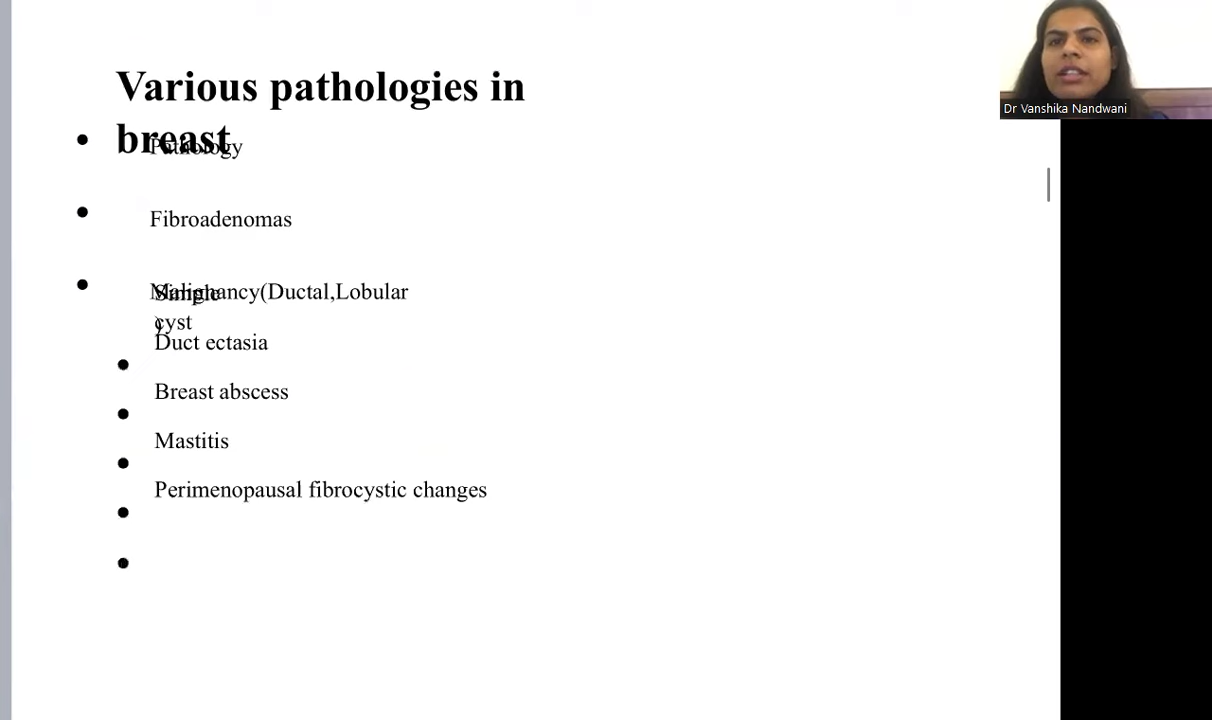 Various pathologies in
breast
Pathology
Fibroadenomas
Malignancy(Ductal,Lobular
)
Simple
cyst
Duct ectasia
Breast abscess
Mastitis
Perimenopausal fibrocystic changes
Dr Vanshika Nandwani